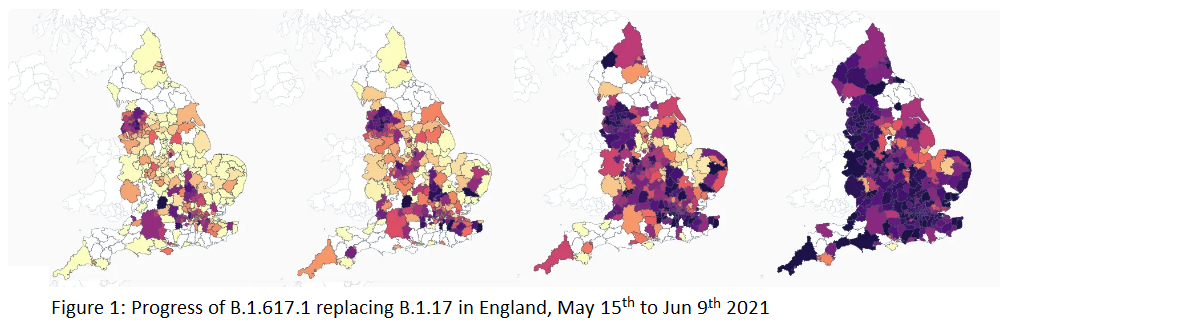 Figure 1: Progress of B.1.617.1 replacing B.1.17 in England, May 15th to Jun 9th 2021